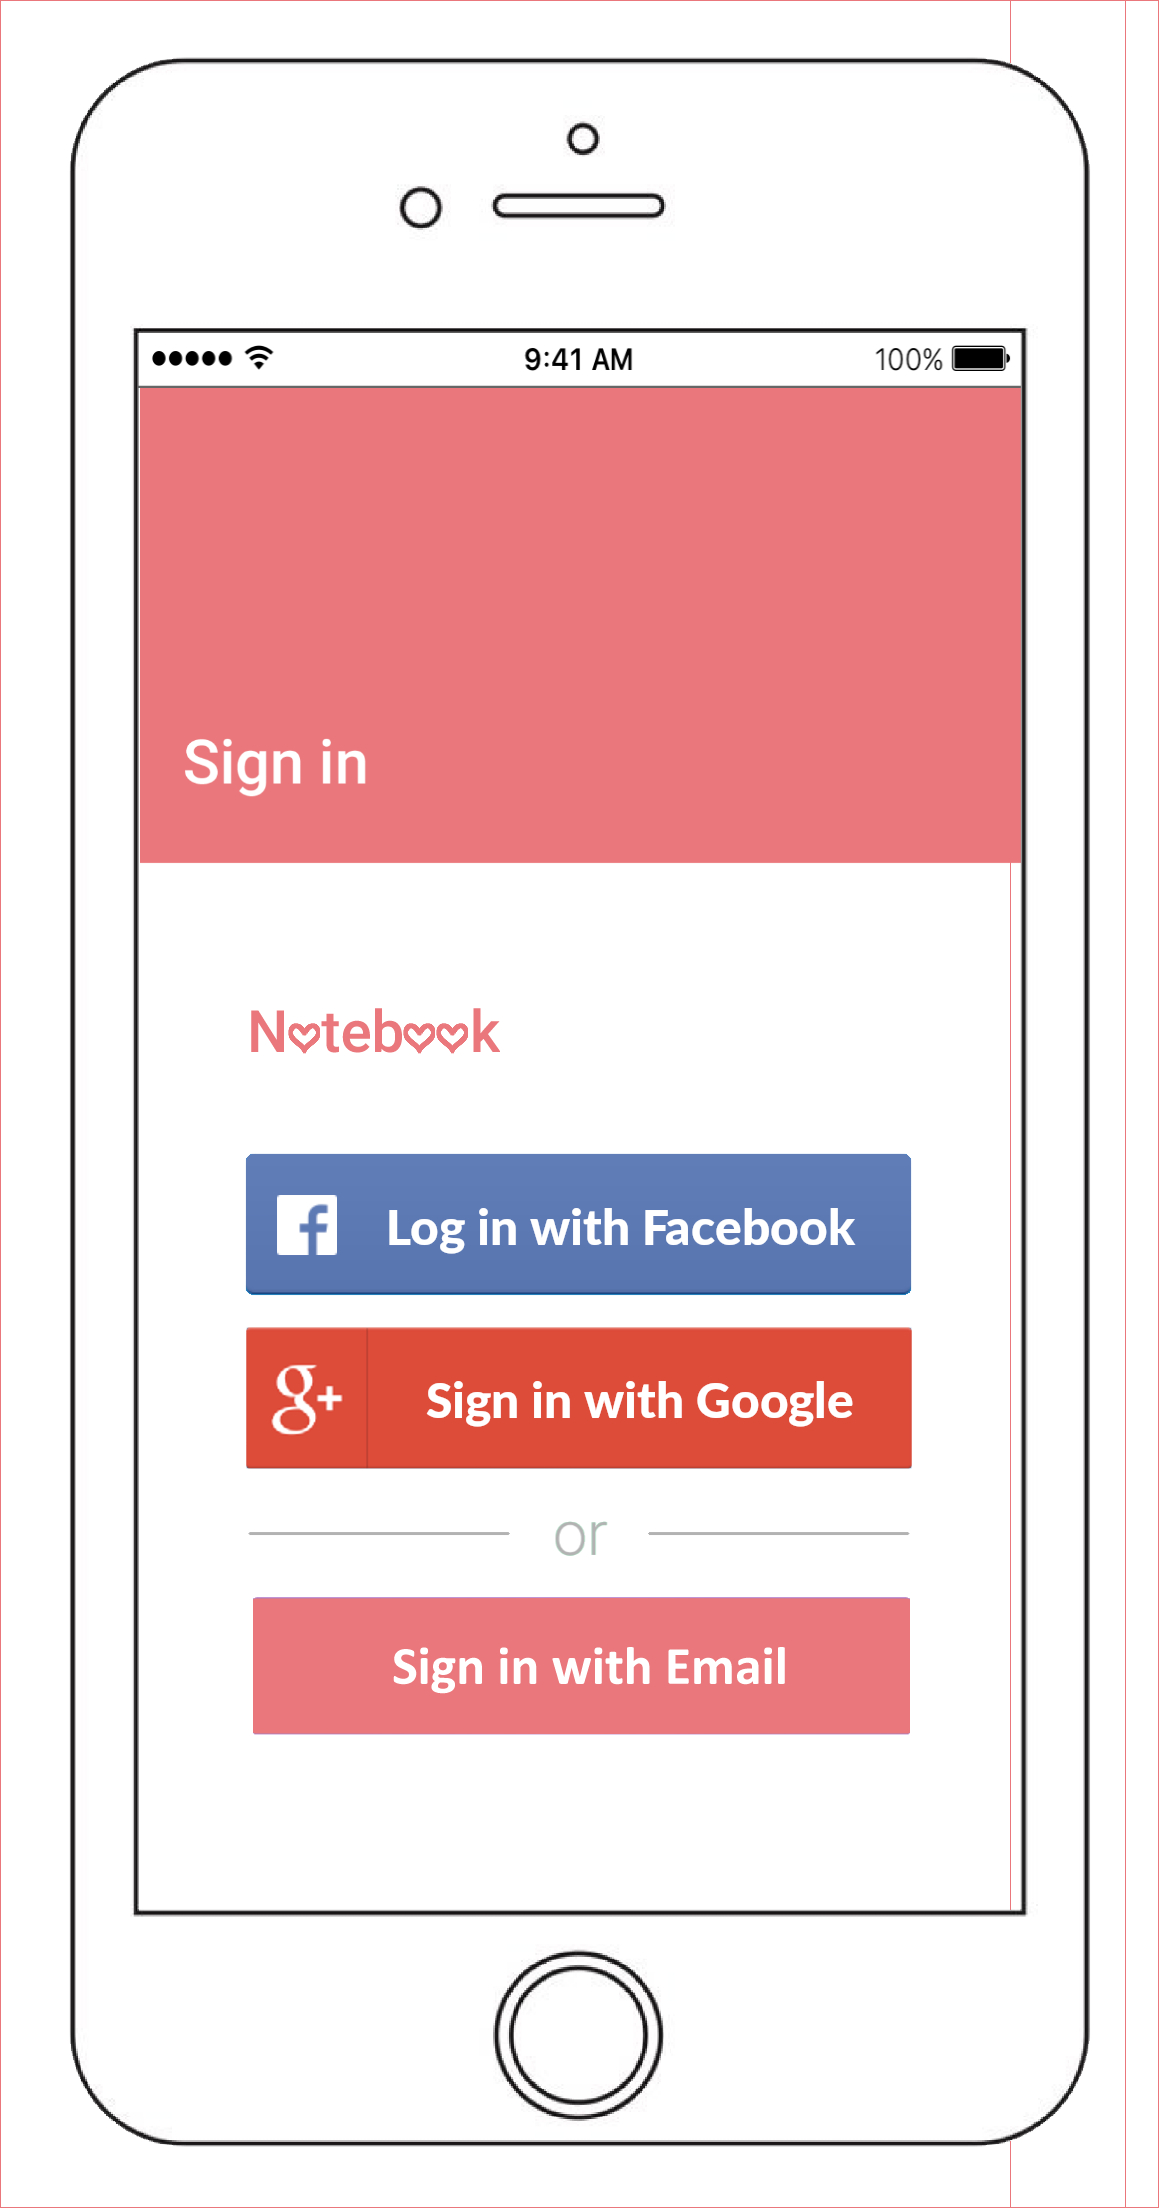 9:41 AM 100%
Sign in
N♡teb♡♡k
f Log in with Facebook
g+ Sign in with Google
or
Sign in with Email